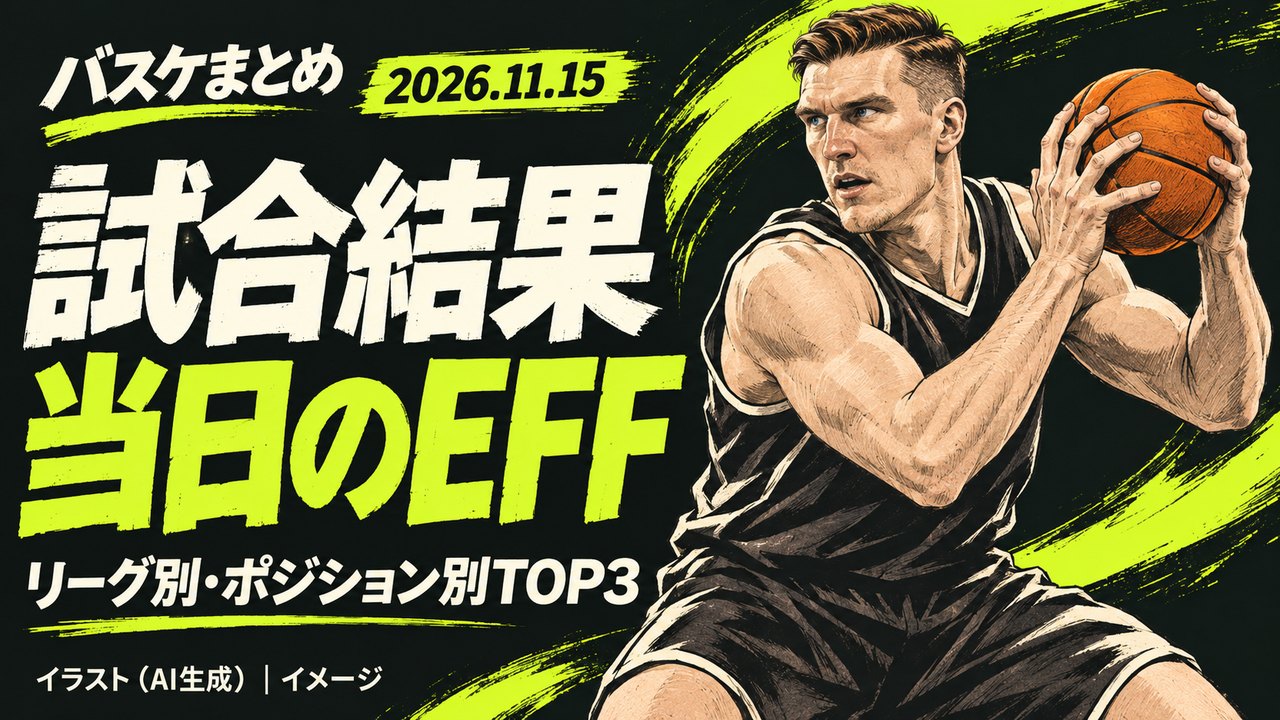 バスケまとめ
2026.11.15
試合結果
当日のEFF
リーグ別・ポジション別TOP3
イラスト（AI生成）｜イメージ